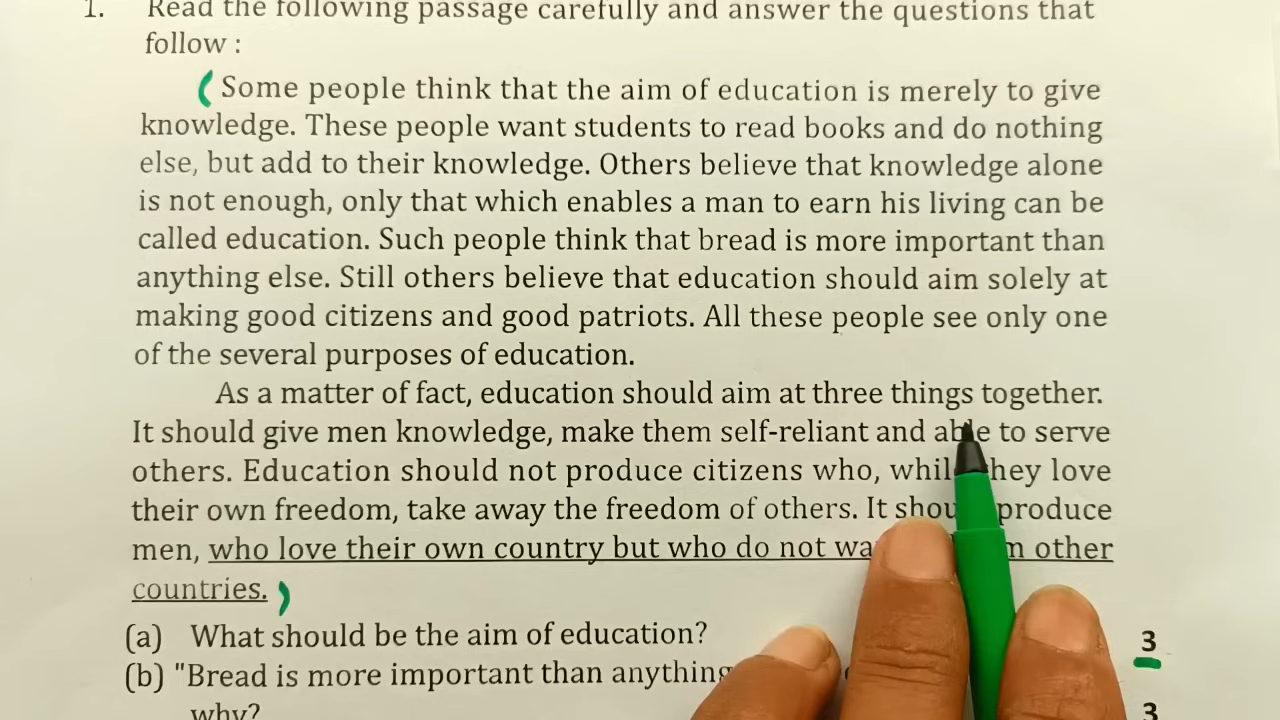 1. Read the following passage carefully and answer the questions that
follow :
Some people think that the aim of education is merely to give
knowledge. These people want students to read books and do nothing
else, but add to their knowledge. Others believe that knowledge alone
is not enough, only that which enables a man to earn his living can be
called education. Such people think that bread is more important than
anything else. Still others believe that education should aim solely at
making good citizens and good patriots. All these people see only one
of the several purposes of education.
As a matter of fact, education should aim at three things together.
It should give men knowledge, make them self-reliant and able to serve
others. Education should not produce citizens who, while they love
their own freedom, take away the freedom of others. It should produce
men, who love their own country but who do not other
countries.
(a) What should be the aim of education? 3
(b) "Bread is more important than anything
why? 3